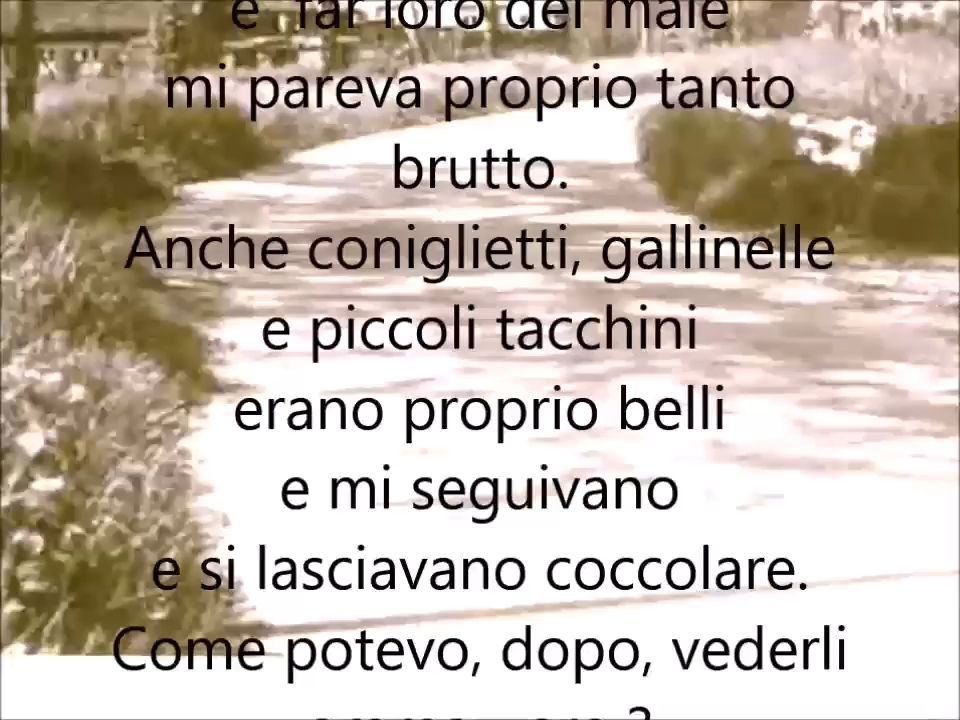 e far loro del male
mi pareva proprio tanto
brutto.
Anche coniglietti, gallinelle
e piccoli tacchini
erano proprio belli
e mi seguivano
e si lasciavano coccolare.
Come potevo, dopo, vederli